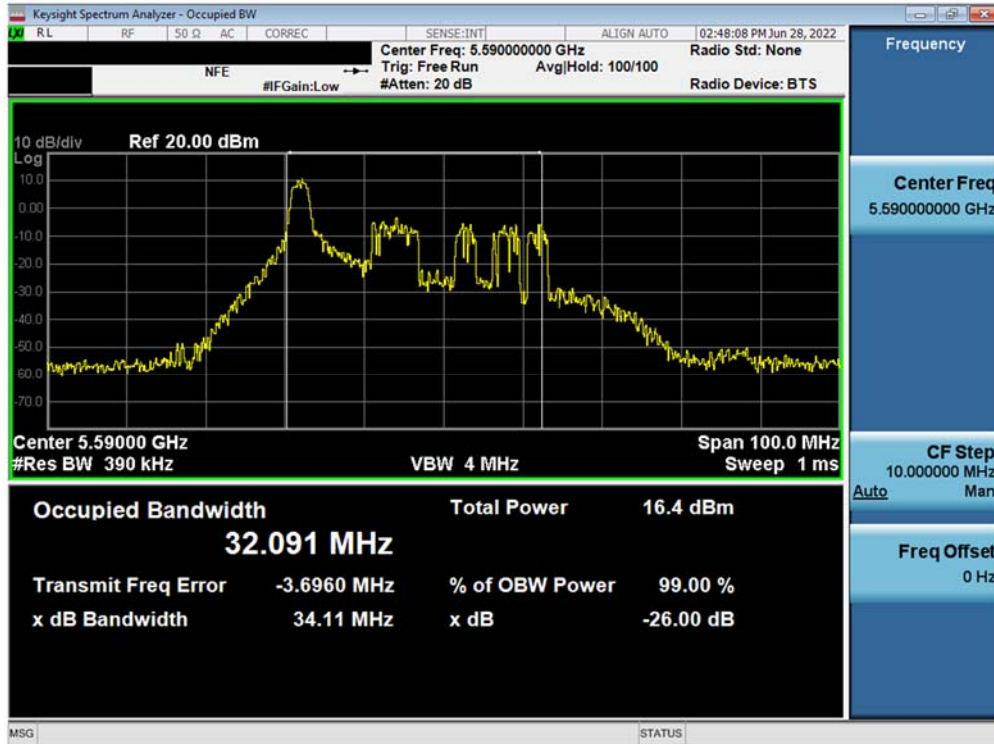 Keysight Spectrum Analyzer - Occupied BW
LXI RL RF 50 Ω AC CORREC SENSE:INT ALIGN AUTO 02:48:08 PM Jun 28, 2022
Center Freq: 5.590000000 GHz Radio Std: None
NFE Trig: Free Run Avg|Hold: 100/100
#IFGain:Low #Atten: 20 dB Radio Device: BTS
Frequency
10 dB/div Ref 20.00 dBm
Log
10.0
0.00
-10.0
-20.0
-30.0
-40.0
-50.0
-60.0
-70.0
Center 5.59000 GHz Span 100.0 MHz
#Res BW 390 kHz VBW 4 MHz Sweep 1 ms
Occupied Bandwidth Total Power 16.4 dBm
32.091 MHz
Transmit Freq Error -3.6960 MHz % of OBW Power 99.00 %
x dB Bandwidth 34.11 MHz x dB -26.00 dB
Center Freq
5.590000000 GHz
CF Step
10.000000 MHz
Auto Man
Freq Offset
0 Hz
MSG STATUS